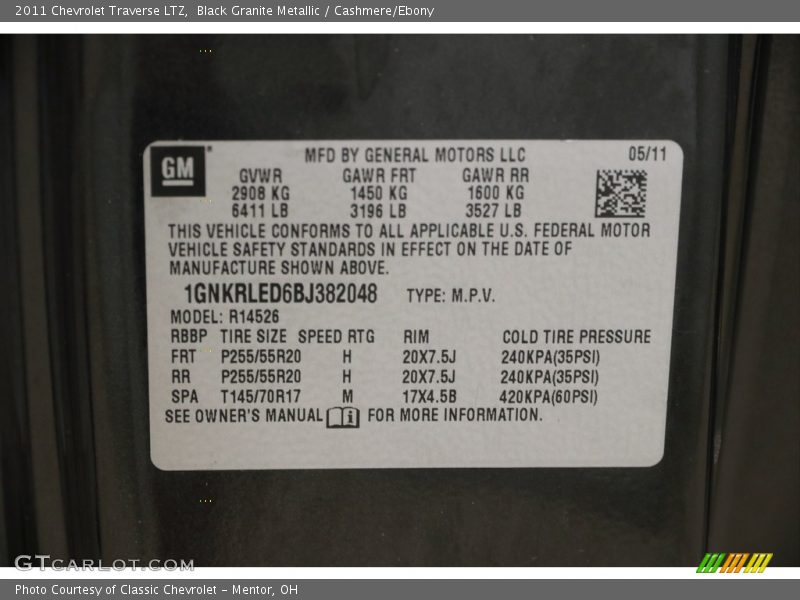 2011 Chevrolet Traverse LTZ, Black Granite Metallic / Cashmere/Ebony
GM
MFD BY GENERAL MOTORS LLC 05/11
GVWR GAWR FRT GAWR RR
2908 KG 1450 KG 1600 KG
6411 LB 3196 LB 3527 LB
THIS VEHICLE CONFORMS TO ALL APPLICABLE U.S. FEDERAL MOTOR
VEHICLE SAFETY STANDARDS IN EFFECT ON THE DATE OF
MANUFACTURE SHOWN ABOVE.
1GNKRLED6BJ382048 TYPE: M.P.V.
MODEL: R14526
RBBP TIRE SIZE SPEED RTG RIM COLD TIRE PRESSURE
FRT P255/55R20 H 20X7.5J 240KPA(35PSI)
RR P255/55R20 H 20X7.5J 240KPA(35PSI)
SPA T145/70R17 M 17X4.5B 420KPA(60PSI)
SEE OWNER'S MANUAL FOR MORE INFORMATION.
GTCARLOT.COM
Photo Courtesy of Classic Chevrolet - Mentor, OH